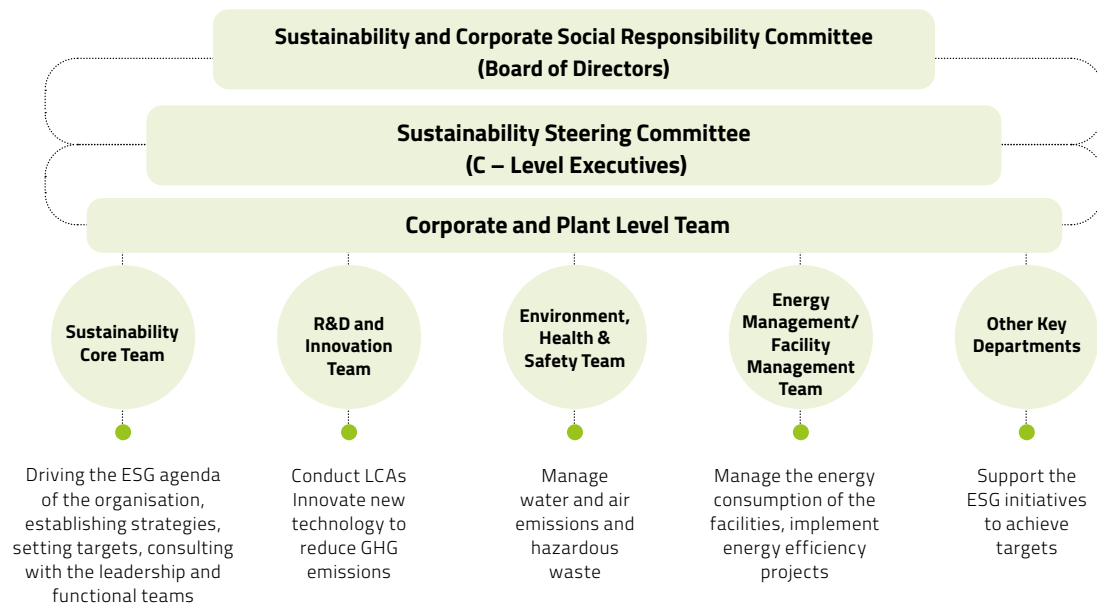 Sustainability and Corporate Social Responsibility Committee
(Board of Directors)
Sustainability Steering Committee
(C – Level Executives)
Corporate and Plant Level Team
Sustainability
Core Team
R&D and
Innovation
Team
Environment,
Health &
Safety Team
Energy
Management/
Facility
Management
Team
Other Key
Departments
Driving the ESG agenda
of the organisation,
establishing strategies,
setting targets, consulting
with the leadership and
functional teams
Conduct LCAs
Innovate new
technology to
reduce GHG
emissions
Manage
water and air
emissions and
hazardous
waste
Manage the energy
consumption of the
facilities, implement
energy efficiency
projects
Support the
ESG initiatives
to achieve
targets